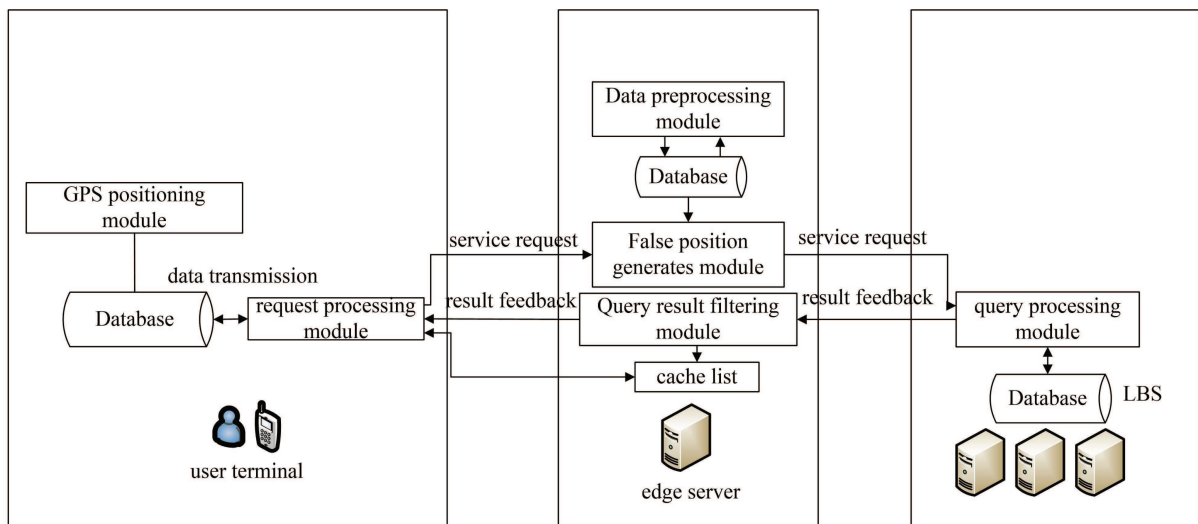 GPS positioning
module
data transmission
Database
request processing
module
user terminal
service request
result feedback
Data preprocessing
module
Database
False position
generates module
Query result filtering
module
cache list
edge server
service request
result feedback
query processing
module
Database
LBS